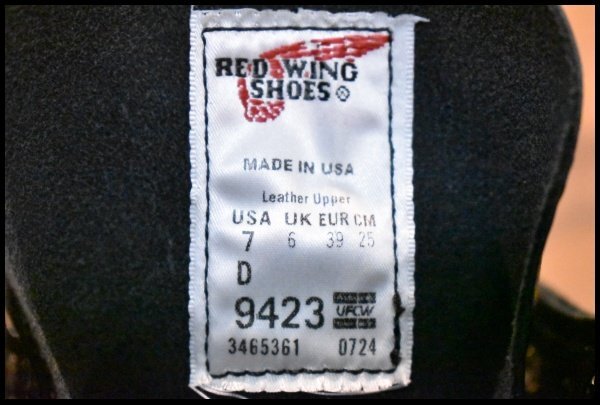 RED WING
SHOES ®
MADE IN USA
Leather Upper
USA UK EUR CM
7 6 39 25
D
9423 UFCW
3465361 0724